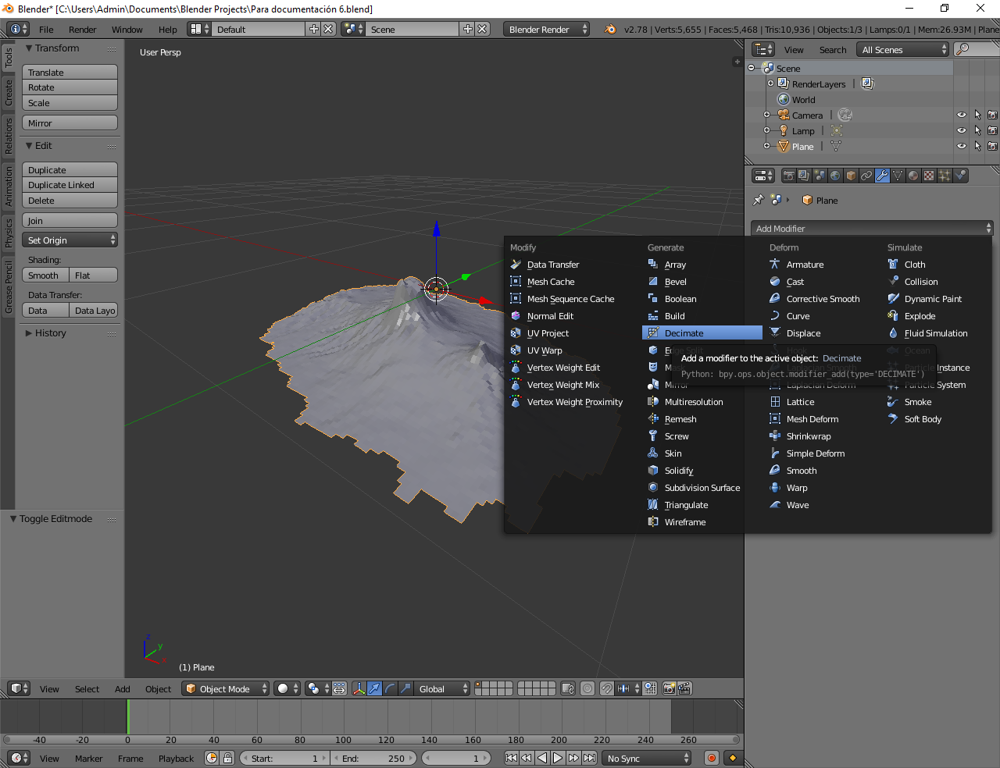 Blender* [C:\Users\Admin\Documents\Blender Projects\Para documentación 6.blend]
File Render Window Help Default Scene Blender Render v2.78 | Verts:5,655 | Faces:5,468 | Tris:10,936 | Objects:1/3 | Lamps:0/1 | Mem:26.93M | Plane
Tools
Create
Relations
Animation
Physics
Grease Pencil
Transform
Translate
Rotate
Scale
Mirror
Edit
Duplicate
Duplicate Linked
Delete
Join
Set Origin
Shading:
Smooth Flat
Data Transfer:
Data Data Layo
History
Toggle Editmode
User Persp
z
y
x
(1) Plane
View Search All Scenes
Scene
RenderLayers
World
Camera
Lamp
Plane
Plane
Add Modifier
Modify
Data Transfer
Mesh Cache
Mesh Sequence Cache
Normal Edit
UV Project
UV Warp
Vertex Weight Edit
Vertex Weight Mix
Vertex Weight Proximity
Generate
Array
Bevel
Boolean
Build
Decimate
Edge Split
Mask
Mirror
Multiresolution
Remesh
Screw
Skin
Solidify
Subdivision Surface
Triangulate
Wireframe
Deform
Armature
Cast
Corrective Smooth
Curve
Displace
Hook
Laplacian Smooth
Laplacian Deform
Lattice
Mesh Deform
Shrinkwrap
Simple Deform
Smooth
Warp
Wave
Simulate
Cloth
Collision
Dynamic Paint
Explode
Fluid Simulation
Ocean
Particle Instance
Particle System
Smoke
Soft Body
Add a modifier to the active object: Decimate
Python: bpy.ops.object.modifier_add(type='DECIMATE')
View Select Add Object Object Mode Global
-40 -20 0 20 40 60 80 100 120 140 160 180 200 220 240 260
View Marker Frame Playback Start: 1 End: 250 1 No Sync